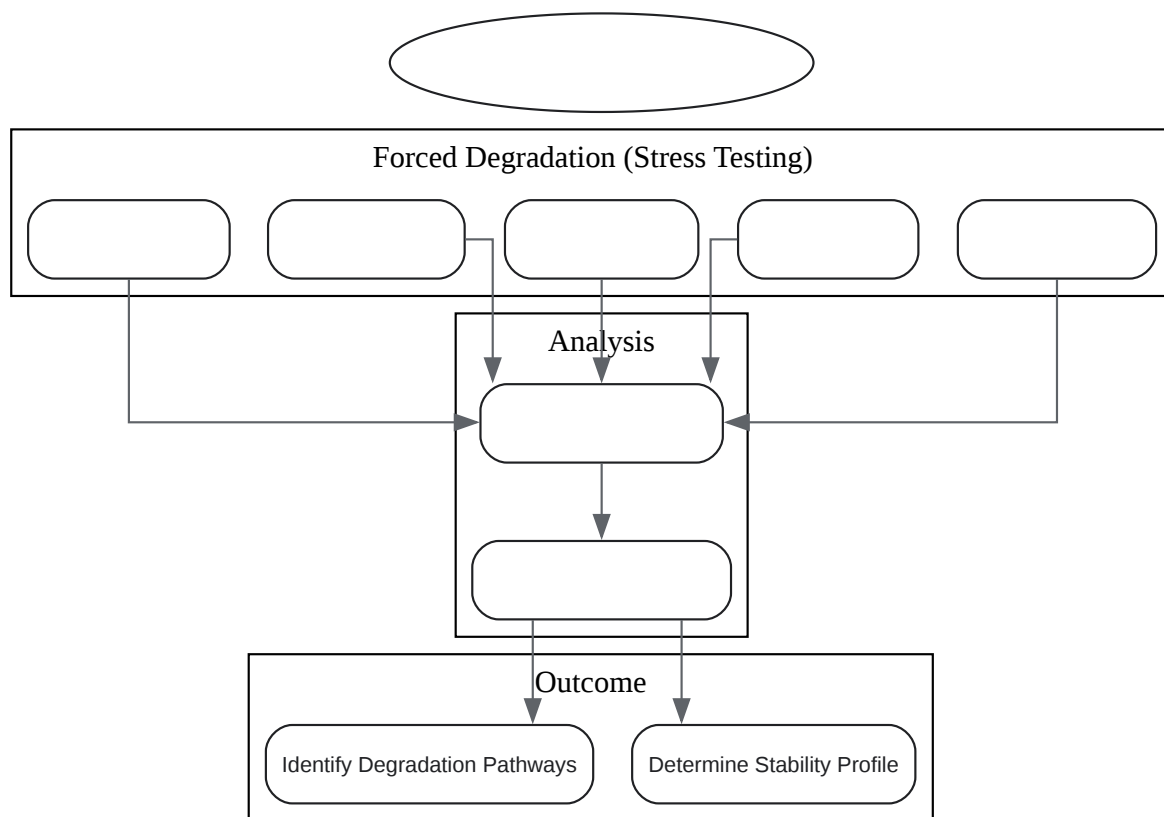 Forced Degradation (Stress Testing)
Analysis
Outcome
Identify Degradation Pathways
Determine Stability Profile